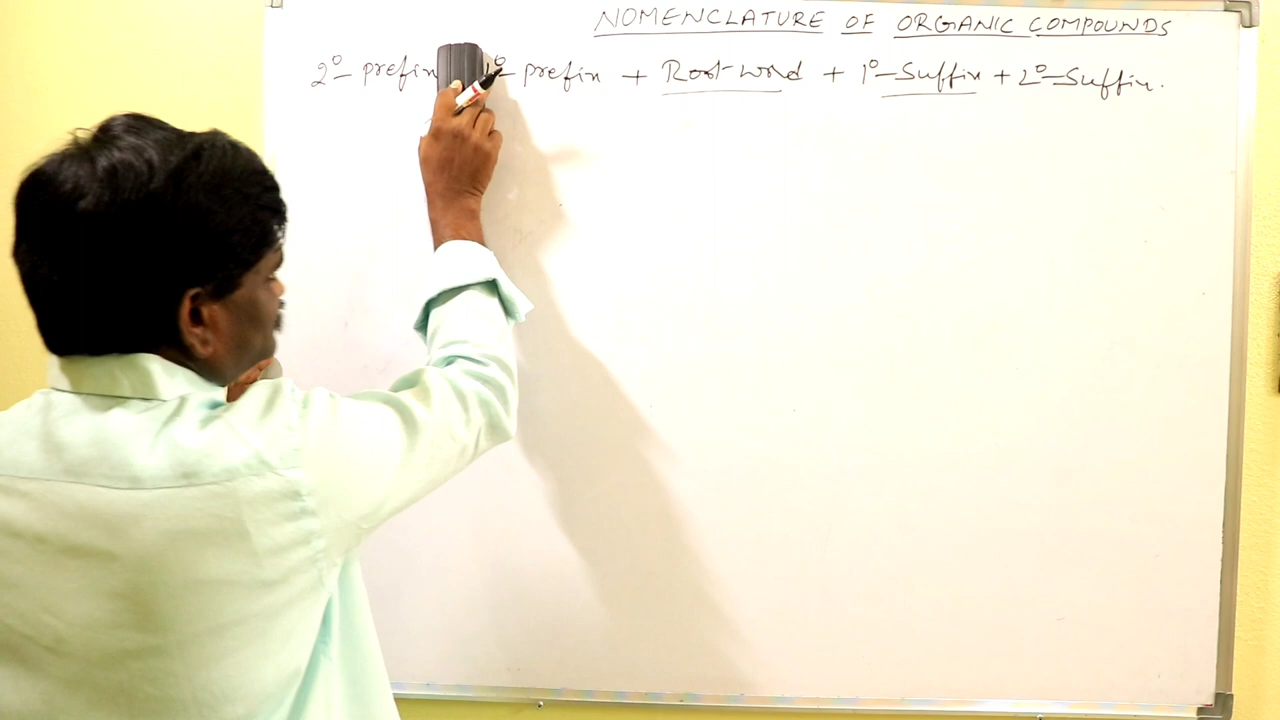 NOMENCLATURE OF ORGANIC COMPOUNDS
2°- prefix 1°- prefix + Root word + 1°-Suffix + 2°-Suffix.